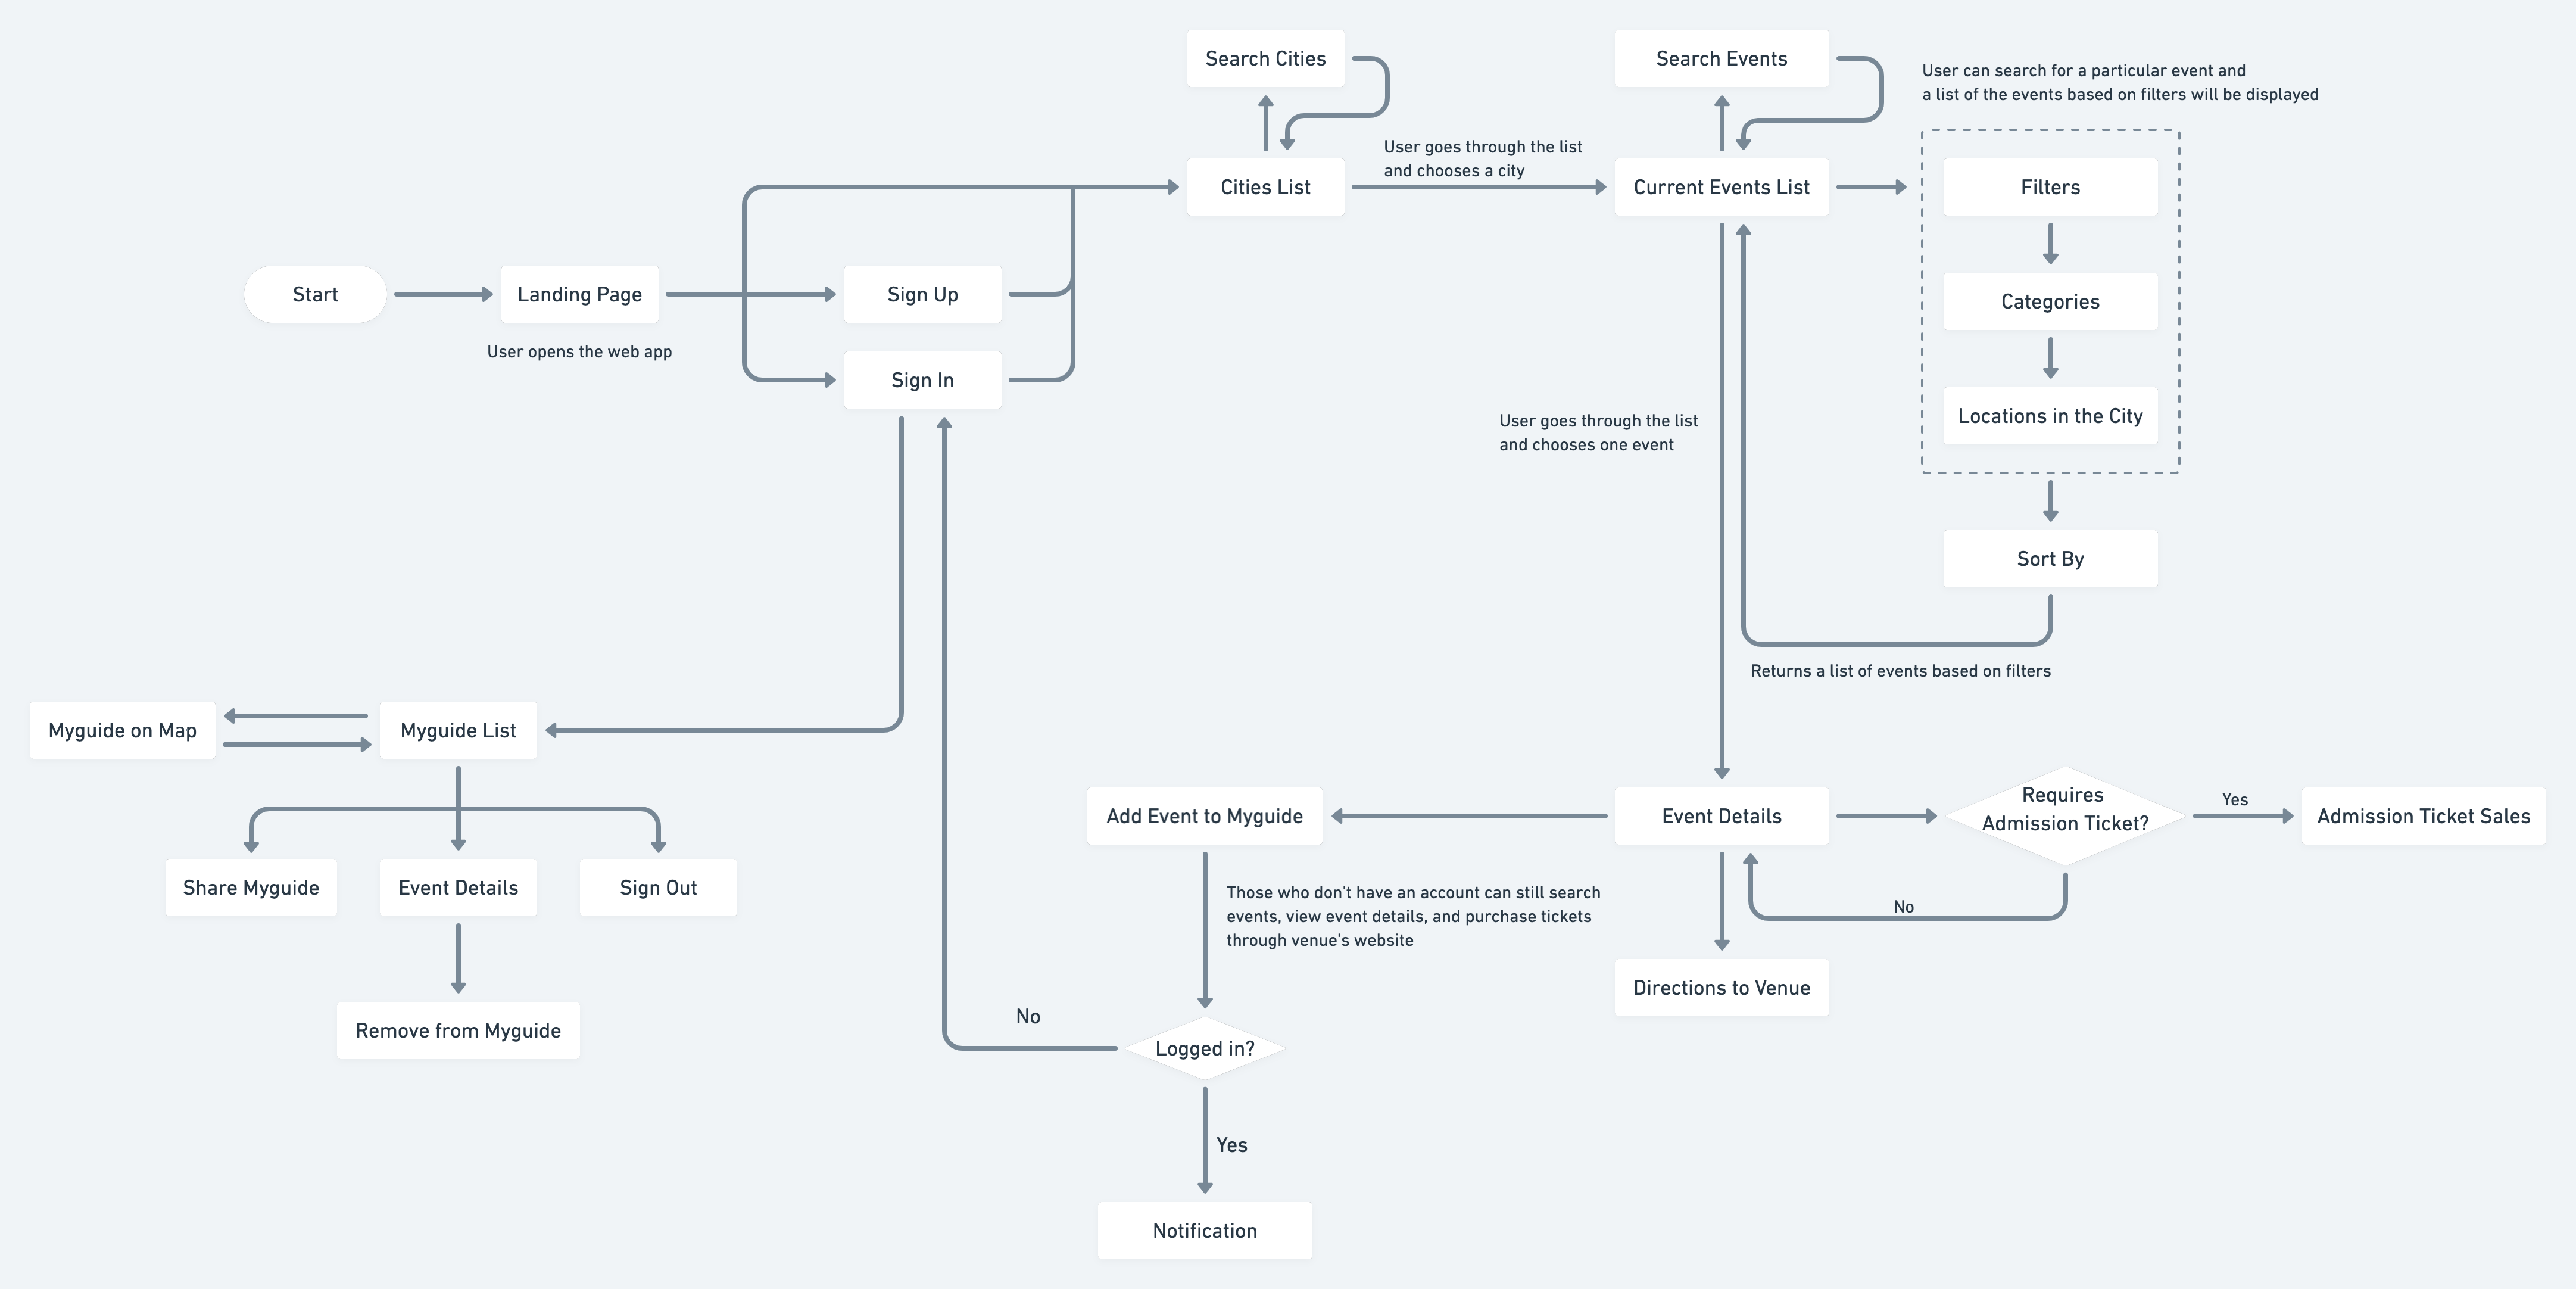 Search Cities
Search Events
User can search for a particular event and
a list of the events based on filters will be displayed
User goes through the list
and chooses a city
Cities List
Current Events List
Filters
Start
Landing Page
Sign Up
Categories
User opens the web app
Sign In
Locations in the City
User goes through the list
and chooses one event
Sort By
Returns a list of events based on filters
Myguide on Map
Myguide List
Add Event to Myguide
Event Details
Requires
Admission Ticket?
Yes
Admission Ticket Sales
Share Myguide
Event Details
Sign Out
Those who don't have an account can still search
events, view event details, and purchase tickets
through venue's website
No
Directions to Venue
Remove from Myguide
No
Logged in?
Yes
Notification